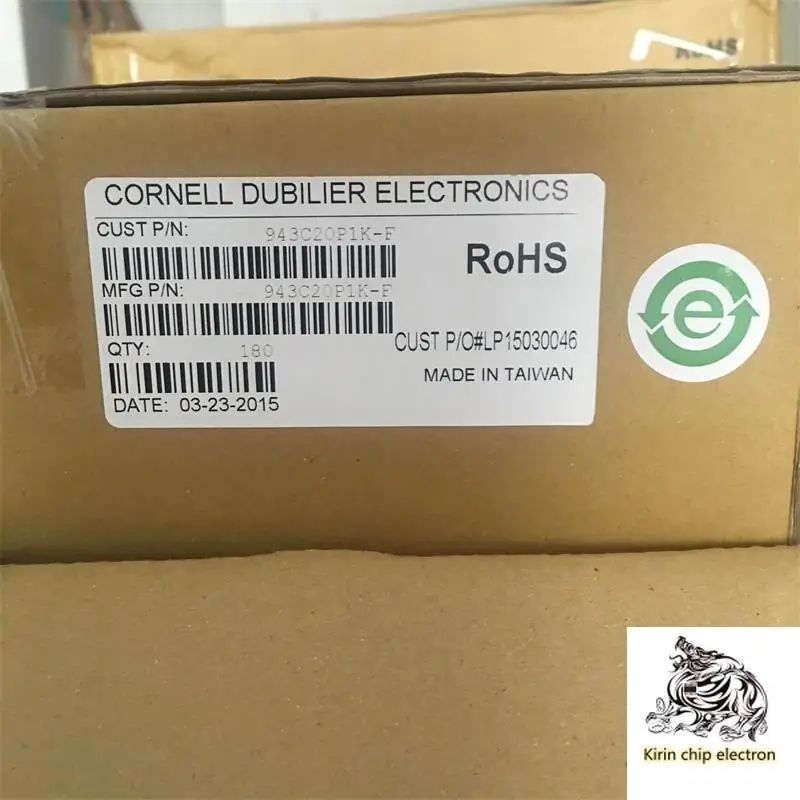 RoHS
CORNELL DUBILIER ELECTRONICS
CUST P/N: 943C20P1K-F
RoHS
MFG P/N: 943C20P1K-F
CUST P/O#LP15030046
QTY: 180
MADE IN TAIWAN
DATE: 03-23-2015
e
Kirin chip electron